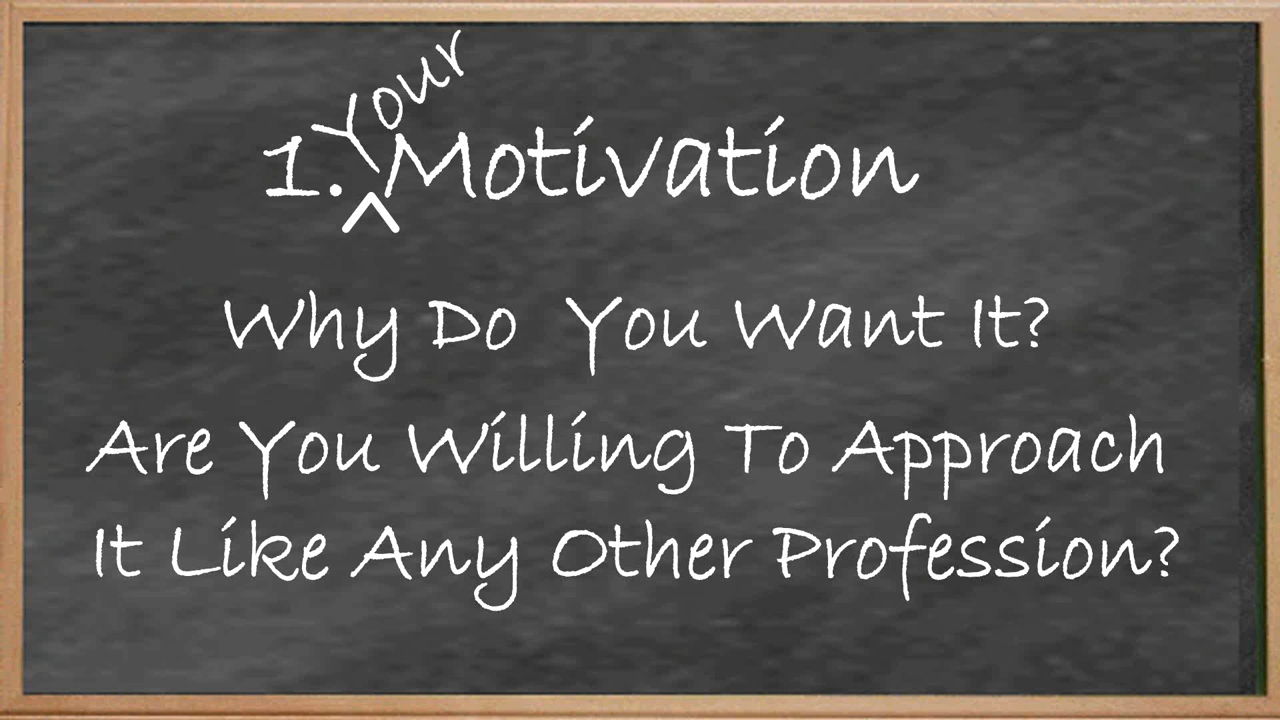 1. Your Motivation
^
Why Do You Want It?
Are You Willing To Approach
It Like Any Other Profession?